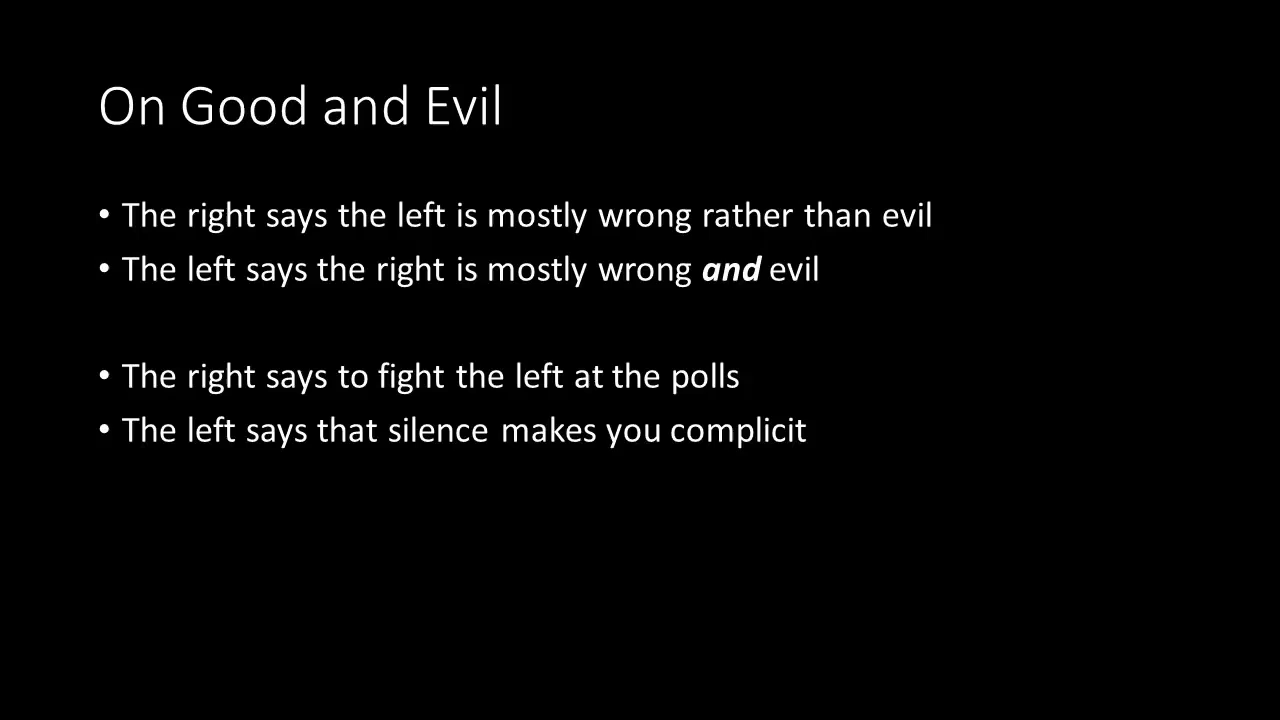 On Good and Evil
• The right says the left is mostly wrong rather than evil
• The left says the right is mostly wrong and evil
• The right says to fight the left at the polls
• The left says that silence makes you complicit